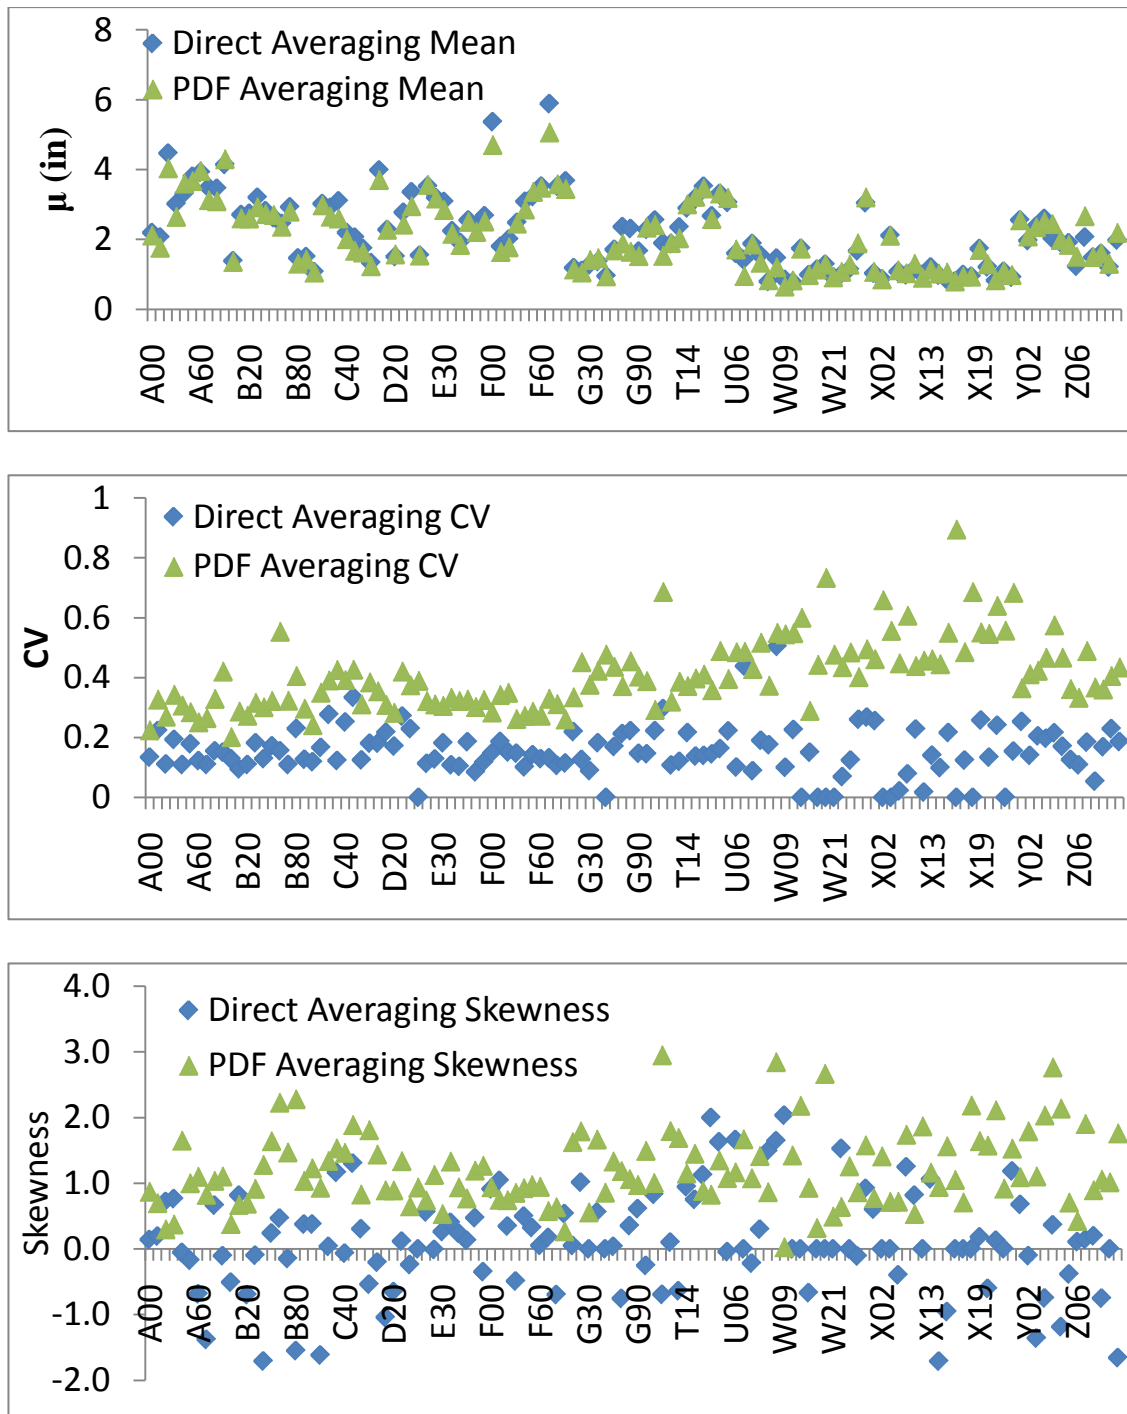 8
6
4
2
0
μ (in)
Direct Averaging Mean
PDF Averaging Mean
A00 A60 B20 B80 C40 D20 E30 F00 F60 G30 G90 T14 U06 W09 W21 X02 X13 X19 Y02 Z06
1
0.8
0.6
0.4
0.2
0
CV
Direct Averaging CV
PDF Averaging CV
A00 A60 B20 B80 C40 D20 E30 F00 F60 G30 G90 T14 U06 W09 W21 X02 X13 X19 Y02 Z06
4.0
3.0
2.0
1.0
0.0
-1.0
-2.0
Skewness
Direct Averaging Skewness
PDF Averaging Skewness
A00 A60 B20 B80 C40 D20 E30 F00 F60 G30 G90 T14 U06 W09 W21 X02 X13 X19 Y02 Z06